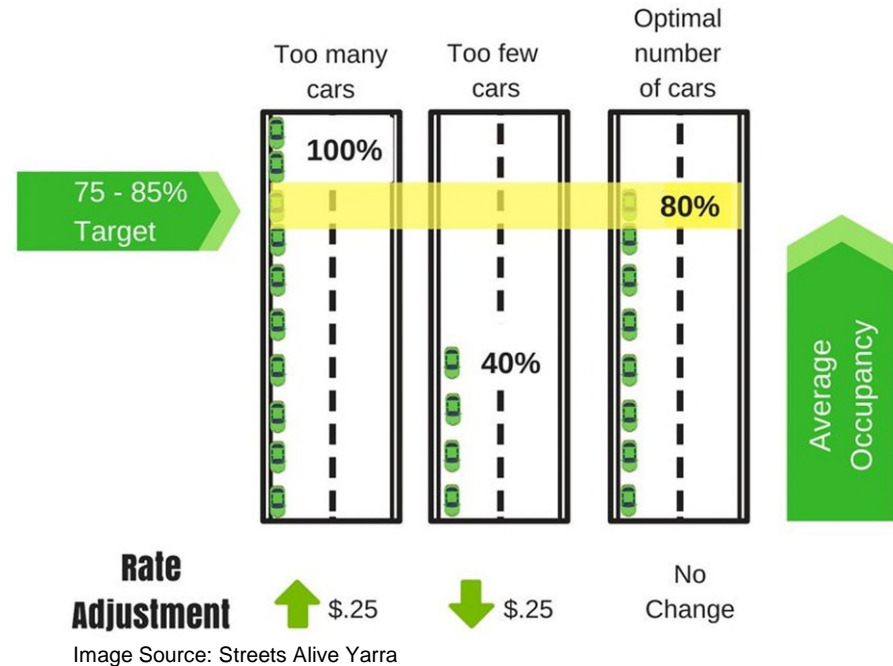 Too many
cars
Too few
cars
Optimal
number
of cars
100%
75 - 85%
Target
80%
40%
Average
Occupancy
Rate
Adjustment
$.25
$.25
No
Change
Image Source: Streets Alive Yarra